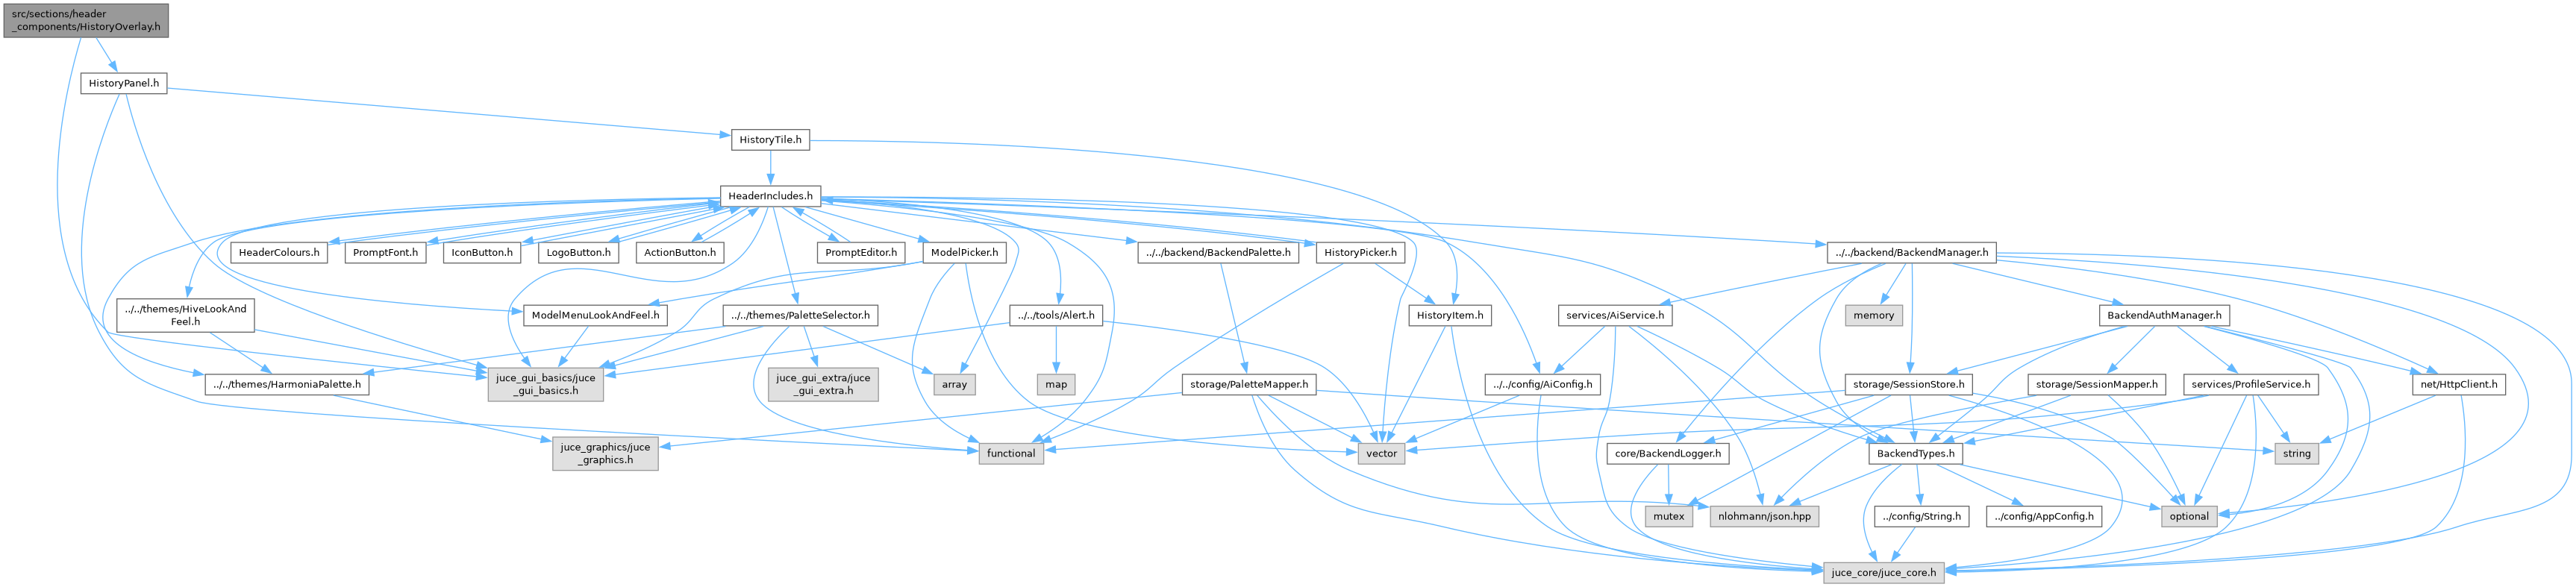 src/sections/header
_components/HistoryOverlay.h
HistoryPanel.h
HistoryTile.h
HeaderIncludes.h
HeaderColours.h
PromptFont.h
IconButton.h
LogoButton.h
ActionButton.h
PromptEditor.h
ModelPicker.h
../../backend/BackendPalette.h
HistoryPicker.h
../../backend/BackendManager.h
../../themes/HiveLookAnd
Feel.h
ModelMenuLookAndFeel.h
../../themes/PaletteSelector.h
../../tools/Alert.h
HistoryItem.h
services/AiService.h
memory
BackendAuthManager.h
../../themes/HarmoniaPalette.h
juce_gui_basics/juce
_gui_basics.h
juce_gui_extra/juce
_gui_extra.h
array
map
storage/PaletteMapper.h
../../config/AiConfig.h
storage/SessionStore.h
storage/SessionMapper.h
services/ProfileService.h
net/HttpClient.h
juce_graphics/juce
_graphics.h
functional
vector
core/BackendLogger.h
BackendTypes.h
string
mutex
nlohmann/json.hpp
../config/String.h
../config/AppConfig.h
optional
juce_core/juce_core.h